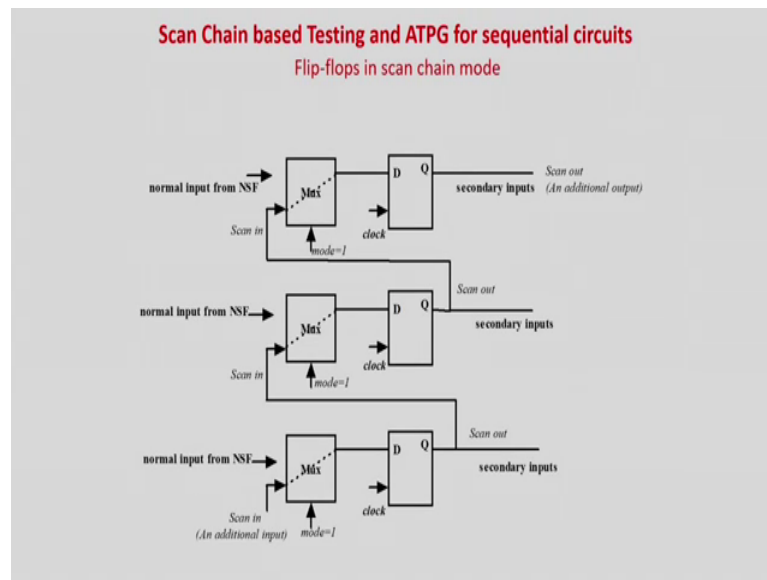 Scan Chain based Testing and ATPG for sequential circuits
Flip-flops in scan chain mode
normal input from NSF
Mux
D Q
secondary inputs
Scan out
(An additional output)
Scan in
mode=1
clock
normal input from NSF
Mux
D Q
Scan out
secondary inputs
Scan in
mode=1
clock
normal input from NSF
Mux
D Q
Scan out
secondary inputs
Scan in
(An additional input)
mode=1
clock